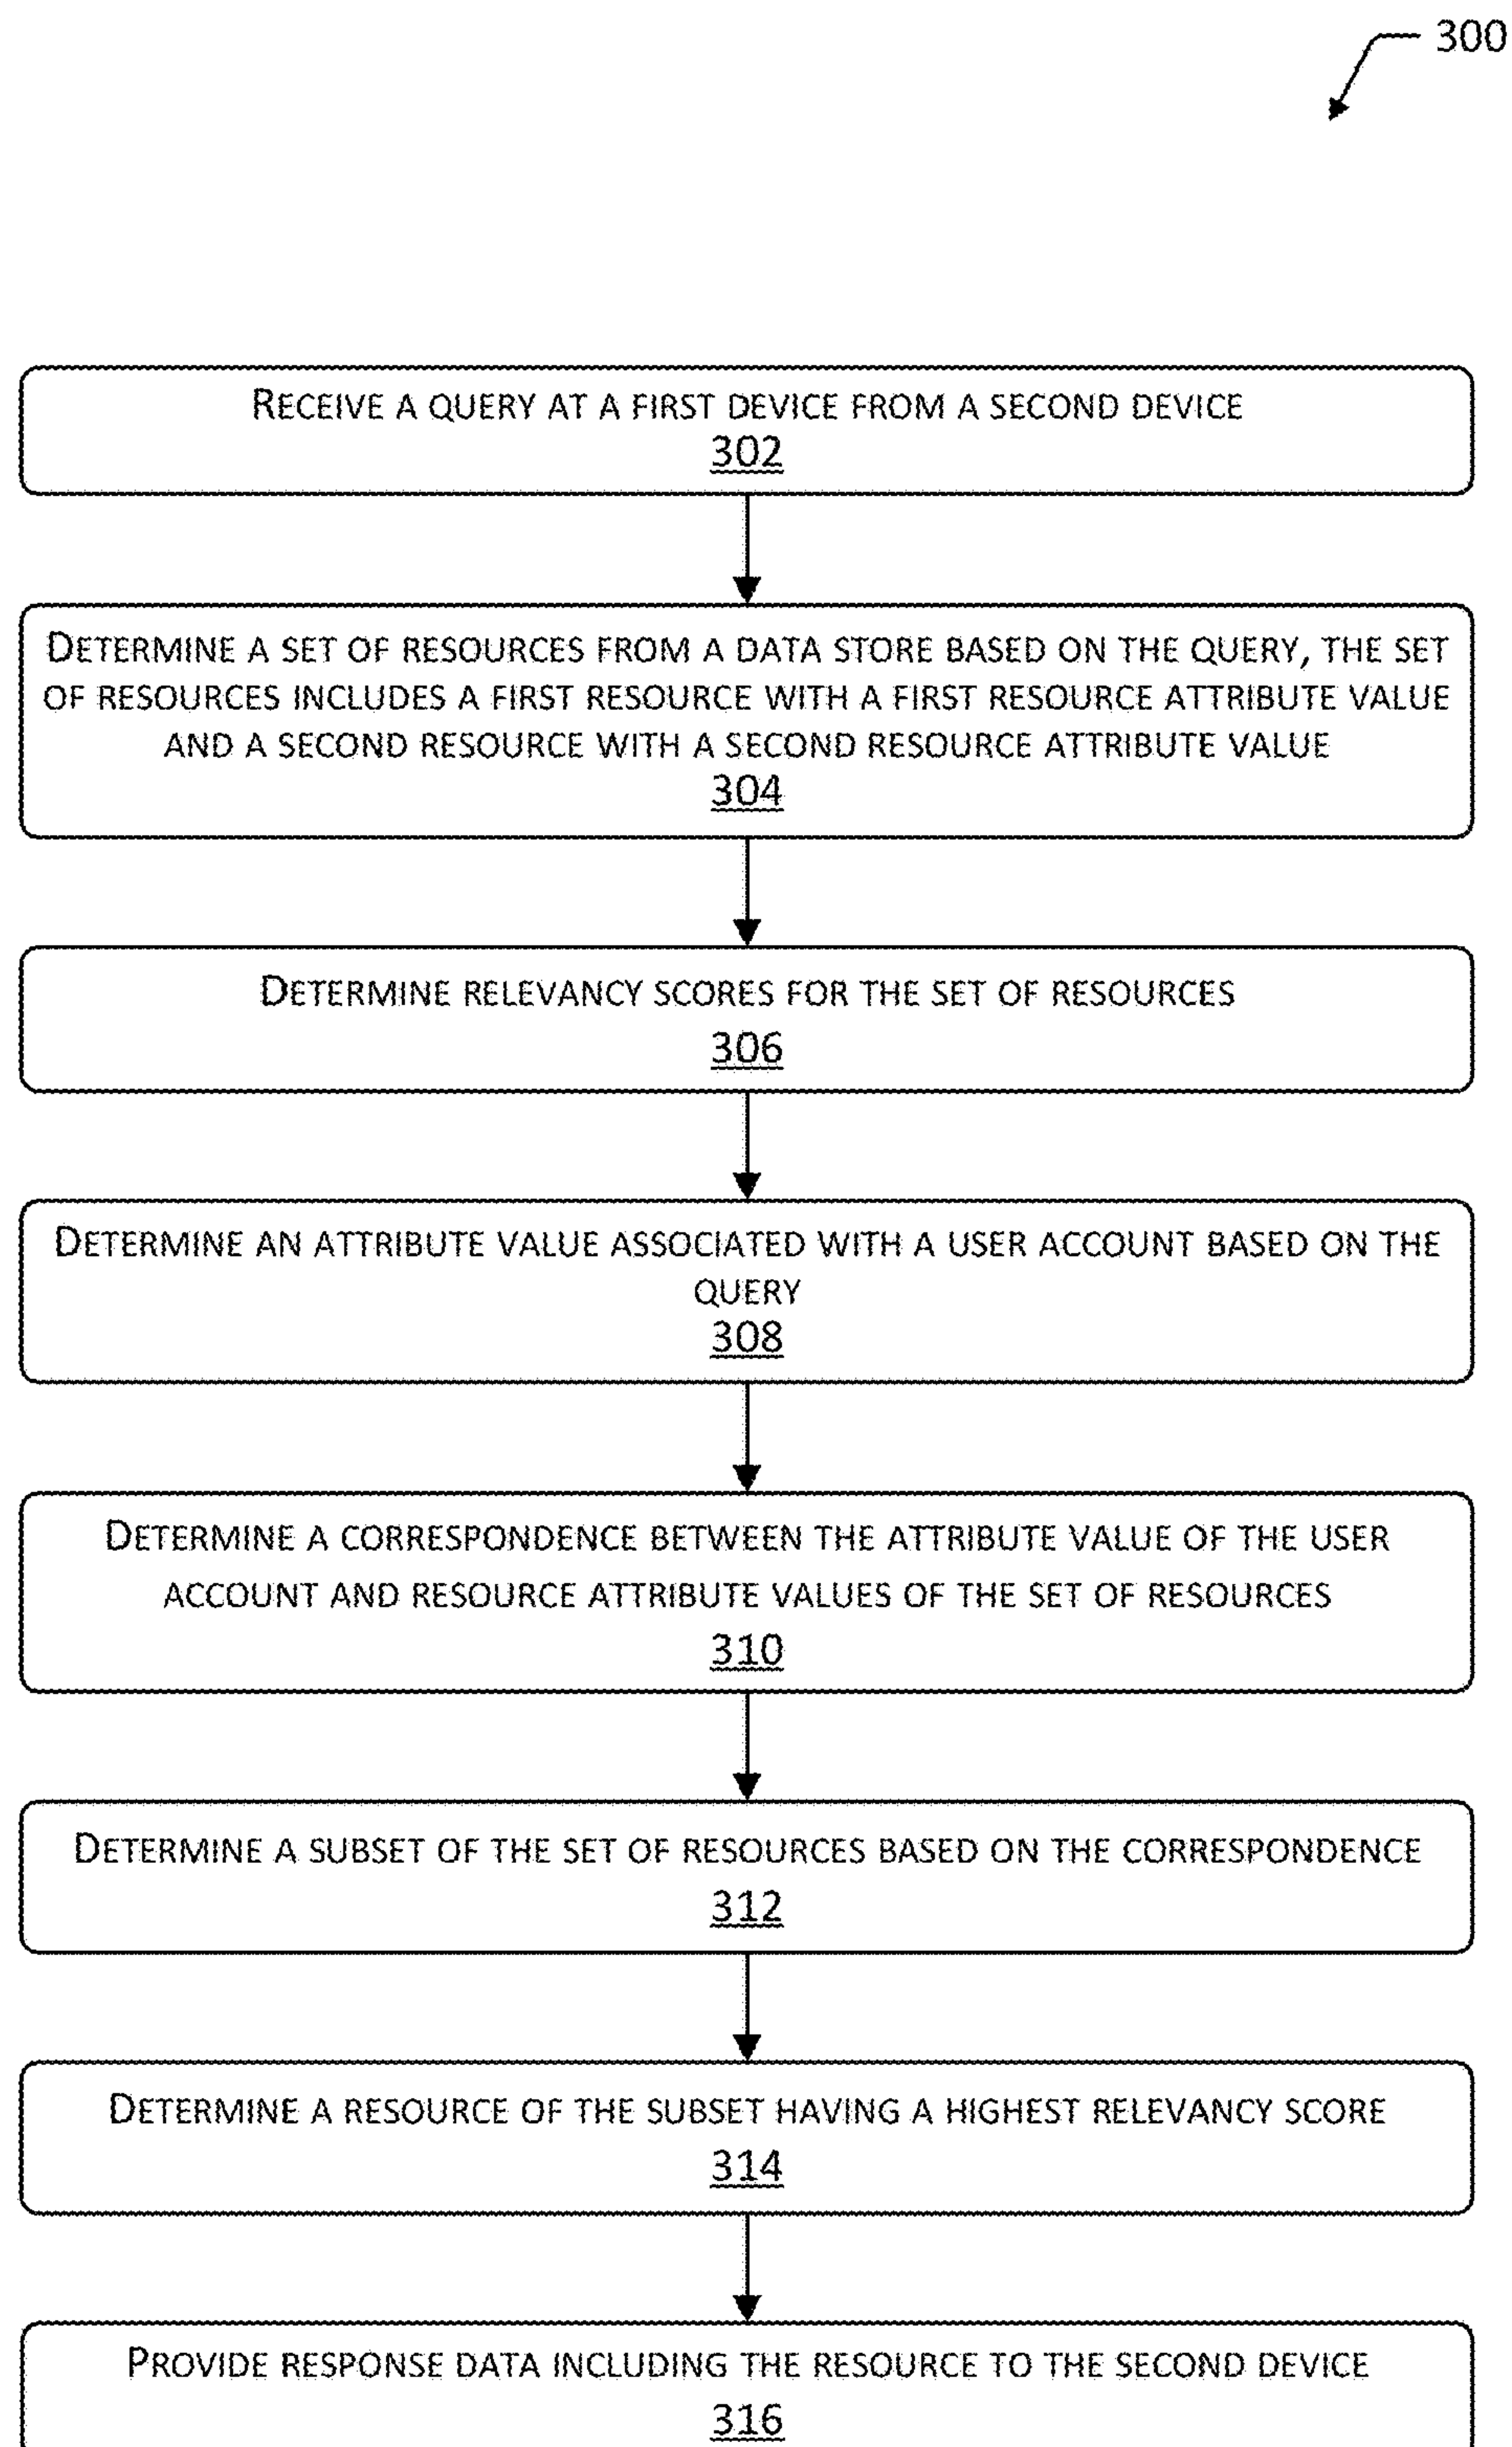 300
RECEIVE A QUERY AT A FIRST DEVICE FROM A SECOND DEVICE
302
DETERMINE A SET OF RESOURCES FROM A DATA STORE BASED ON THE QUERY, THE SET
OF RESOURCES INCLUDES A FIRST RESOURCE WITH A FIRST RESOURCE ATTRIBUTE VALUE
AND A SECOND RESOURCE WITH A SECOND RESOURCE ATTRIBUTE VALUE
304
DETERMINE RELEVANCY SCORES FOR THE SET OF RESOURCES
306
DETERMINE AN ATTRIBUTE VALUE ASSOCIATED WITH A USER ACCOUNT BASED ON THE
QUERY
308
DETERMINE A CORRESPONDENCE BETWEEN THE ATTRIBUTE VALUE OF THE USER
ACCOUNT AND RESOURCE ATTRIBUTE VALUES OF THE SET OF RESOURCES
310
DETERMINE A SUBSET OF THE SET OF RESOURCES BASED ON THE CORRESPONDENCE
312
DETERMINE A RESOURCE OF THE SUBSET HAVING A HIGHEST RELEVANCY SCORE
314
PROVIDE RESPONSE DATA INCLUDING THE RESOURCE TO THE SECOND DEVICE
316